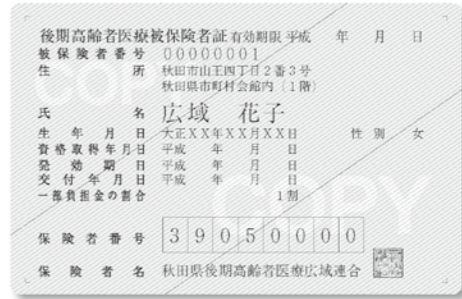 後期高齢者医療被保険者証 有効期限 平成 年 月 日
被保険者番号 00000001
住所 秋田市山王四丁目2番3号
秋田県市町村会館内（1階）
氏名 広域 花子
生年月日 大正XX年XX月XX日 性別 女
資格取得年月日 平成 年 月 日
発効期日 平成 年 月 日
交付年月日 平成 年 月 日
一部負担金の割合 1割
保険者番号 39050000
保険者名 秋田県後期高齢者医療広域連合
COPY
COPY